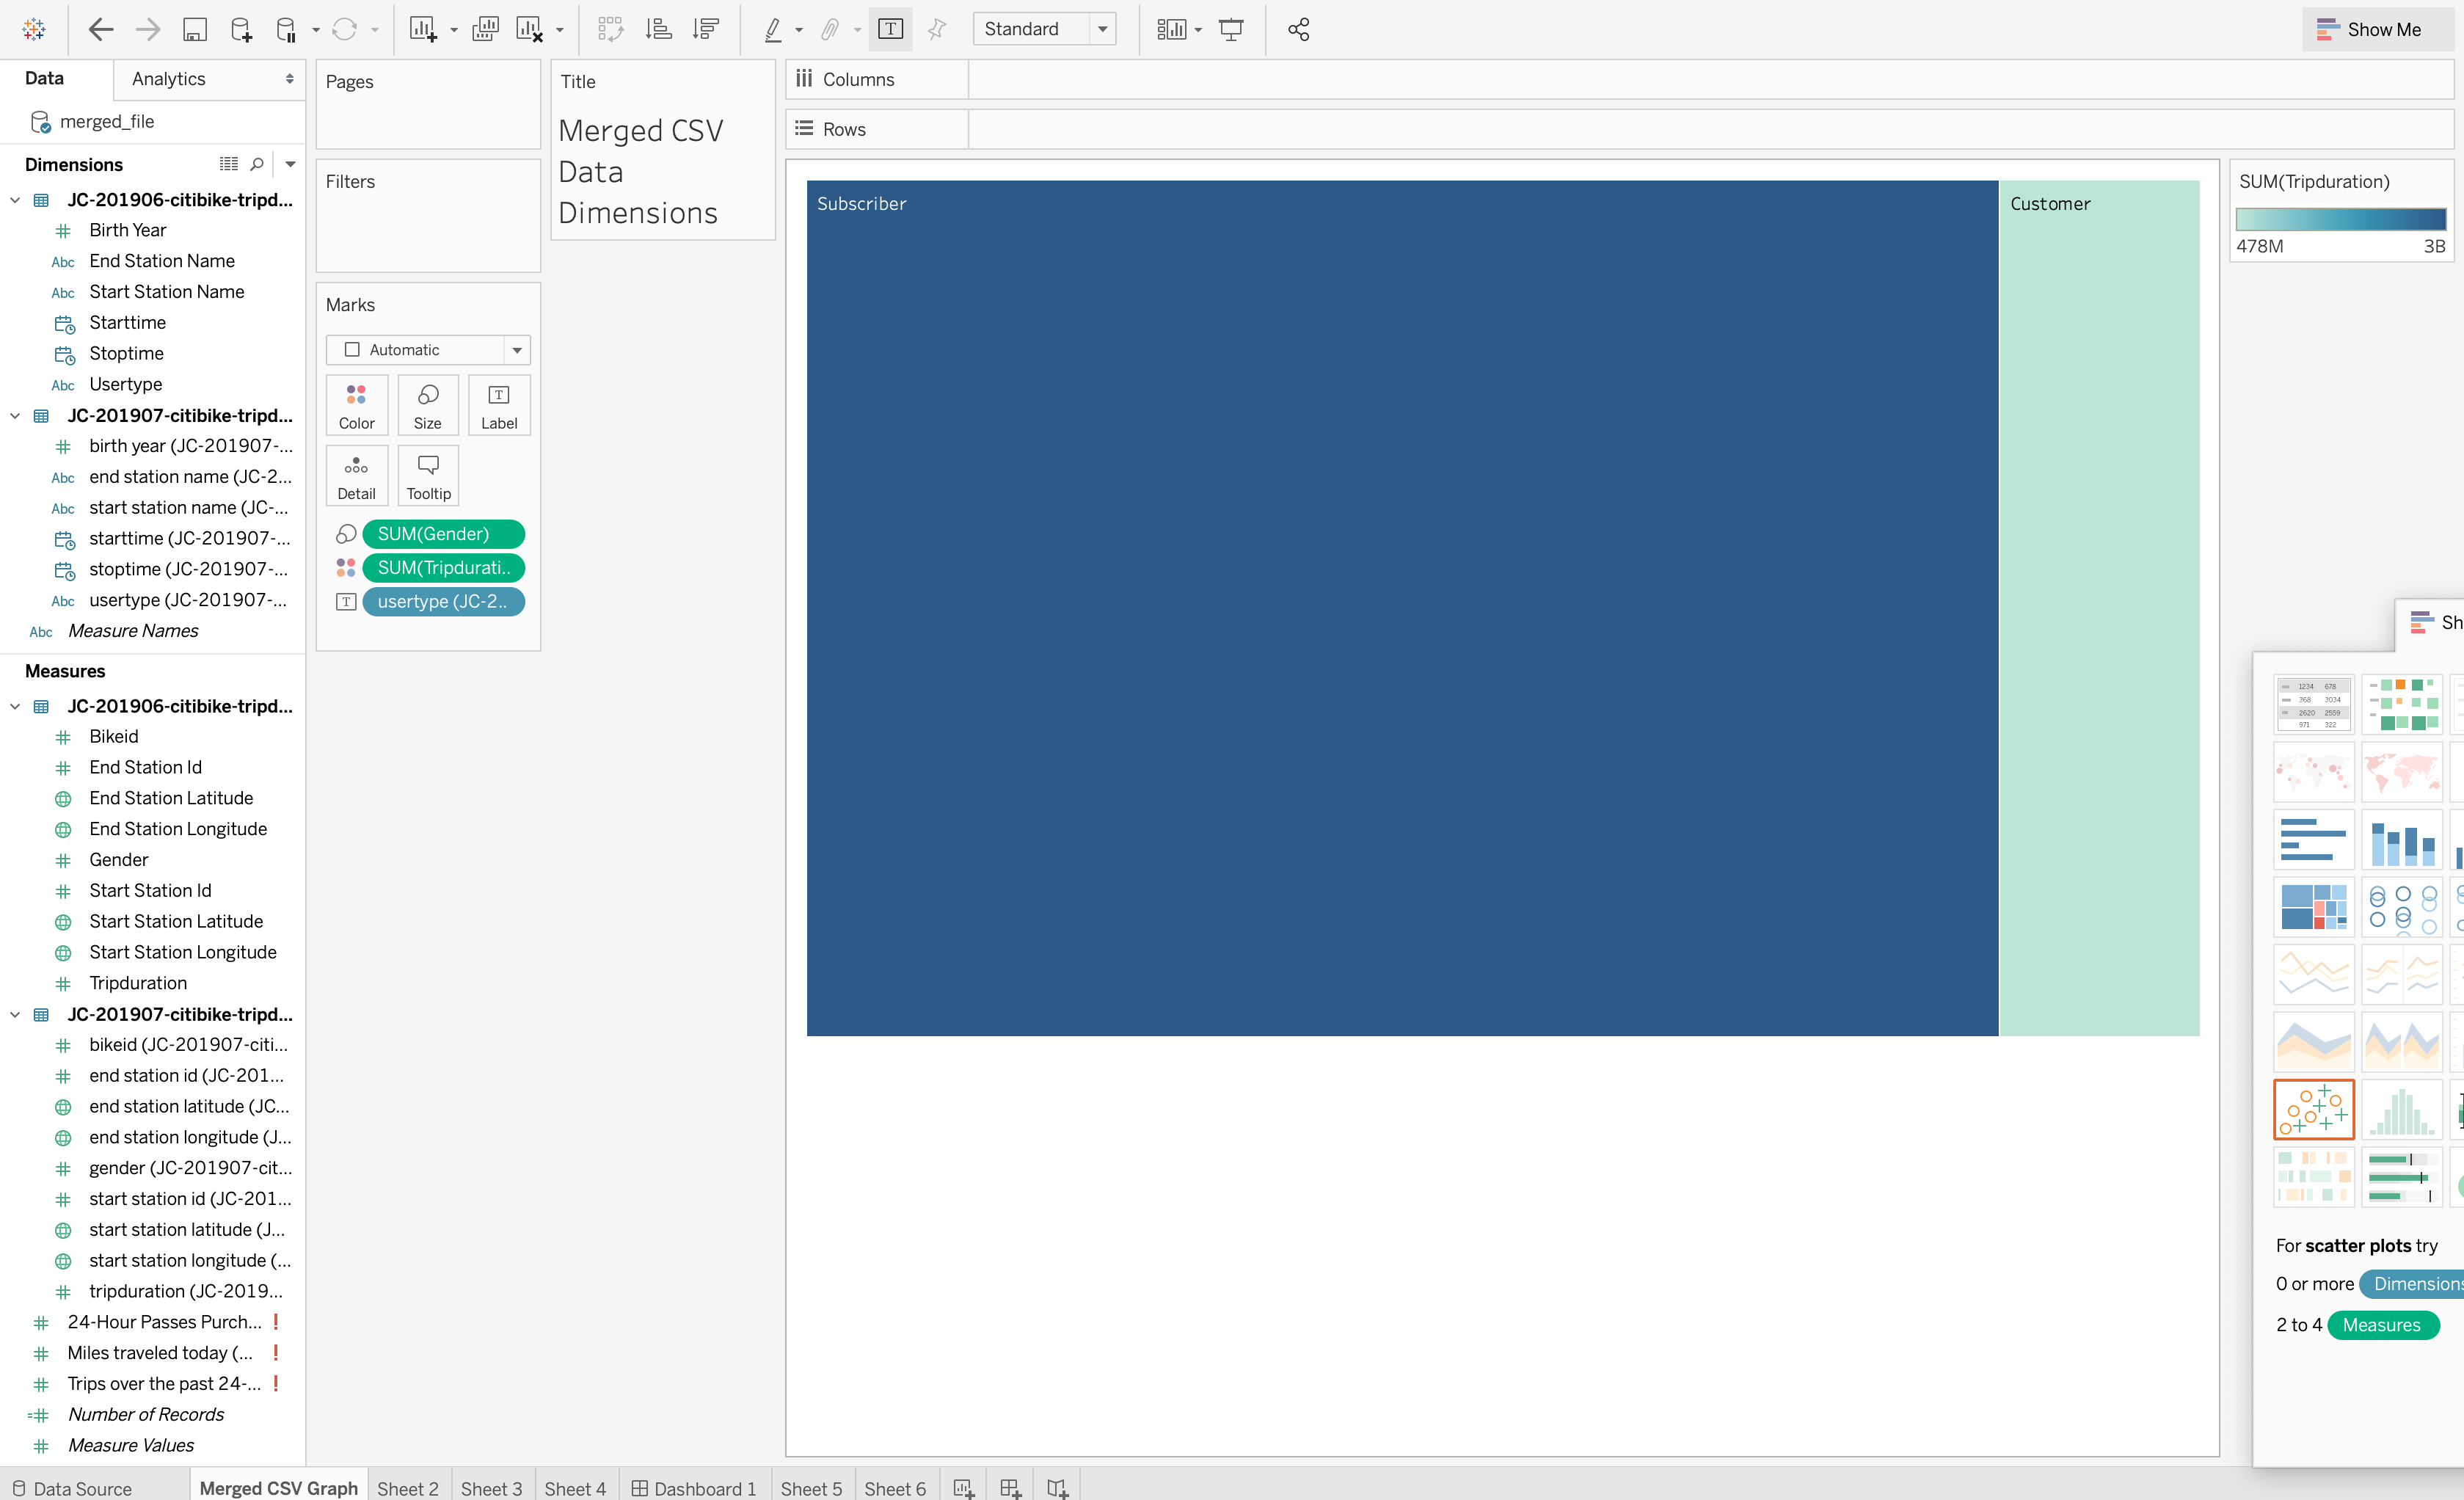 Standard
Show Me
Data
Analytics
merged_file
Dimensions
JC-201906-citibike-tripd...
Birth Year
Abc End Station Name
Abc Start Station Name
Starttime
Stoptime
Abc Usertype
JC-201907-citibike-tripd...
birth year (JC-201907-...
Abc end station name (JC-2...
Abc start station name (JC-...
starttime (JC-201907-...
stoptime (JC-201907-...
Abc usertype (JC-201907-...
Abc Measure Names
Measures
JC-201906-citibike-tripd...
Bikeid
End Station Id
End Station Latitude
End Station Longitude
Gender
Start Station Id
Start Station Latitude
Start Station Longitude
Tripduration
JC-201907-citibike-tripd...
bikeid (JC-201907-citi...
end station id (JC-201...
end station latitude (JC...
end station longitude (J...
gender (JC-201907-cit...
start station id (JC-201...
start station latitude (J...
start station longitude (...
tripduration (JC-2019...
24-Hour Passes Purch... !
Miles traveled today (... !
Trips over the past 24-... !
Number of Records
Measure Values
Pages
Filters
Marks
Automatic
Color
Size
T
Label
Detail
Tooltip
SUM(Gender)
SUM(Tripdurati..
T usertype (JC-2..
Title
Merged CSV
Data
Dimensions
Columns
Rows
Subscriber
Customer
SUM(Tripduration)
478M
3B
Sh
1234 678
368 3034
2620 2559
971 322
For scatter plots try
0 or more Dimensions
2 to 4 Measures
Data Source
Merged CSV Graph
Sheet 2
Sheet 3
Sheet 4
Dashboard 1
Sheet 5
Sheet 6